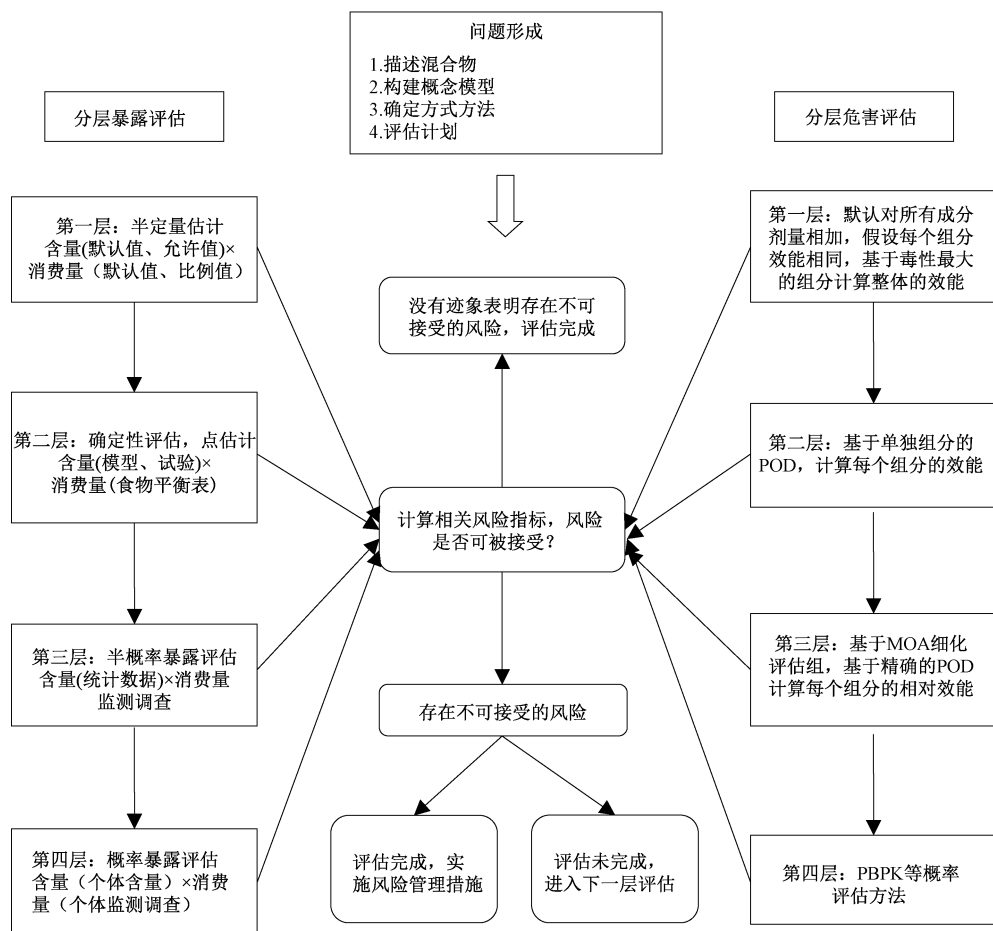 问题形成
1.描述混合物
2.构建概念模型
3.确定方式方法
4.评估计划
分层暴露评估
分层危害评估
第一层：半定量估计
含量(默认值、允许值)×
消费量（默认值、比例值）
第一层：默认对所有成分
剂量相加，假设每个组分
效能相同，基于毒性最大
的组分计算整体的效能
没有迹象表明存在不可
接受的风险，评估完成
第二层：确定性评估，点估计
含量(模型、试验)×
消费量(食物平衡表)
第二层：基于单独组分的
POD，计算每个组分的效能
计算相关风险指标，风险
是否可被接受？
第三层：半概率暴露评估
含量(统计数据)×消费量
监测调查
第三层：基于MOA细化
评估组，基于精确的POD
计算每个组分的相对效能
存在不可接受的风险
第四层：概率暴露评估
含量（个体含量）×消费
量（个体监测调查）
评估完成，实
施风险管理措施
评估未完成，
进入下一层评估
第四层：PBPK等概率
评估方法